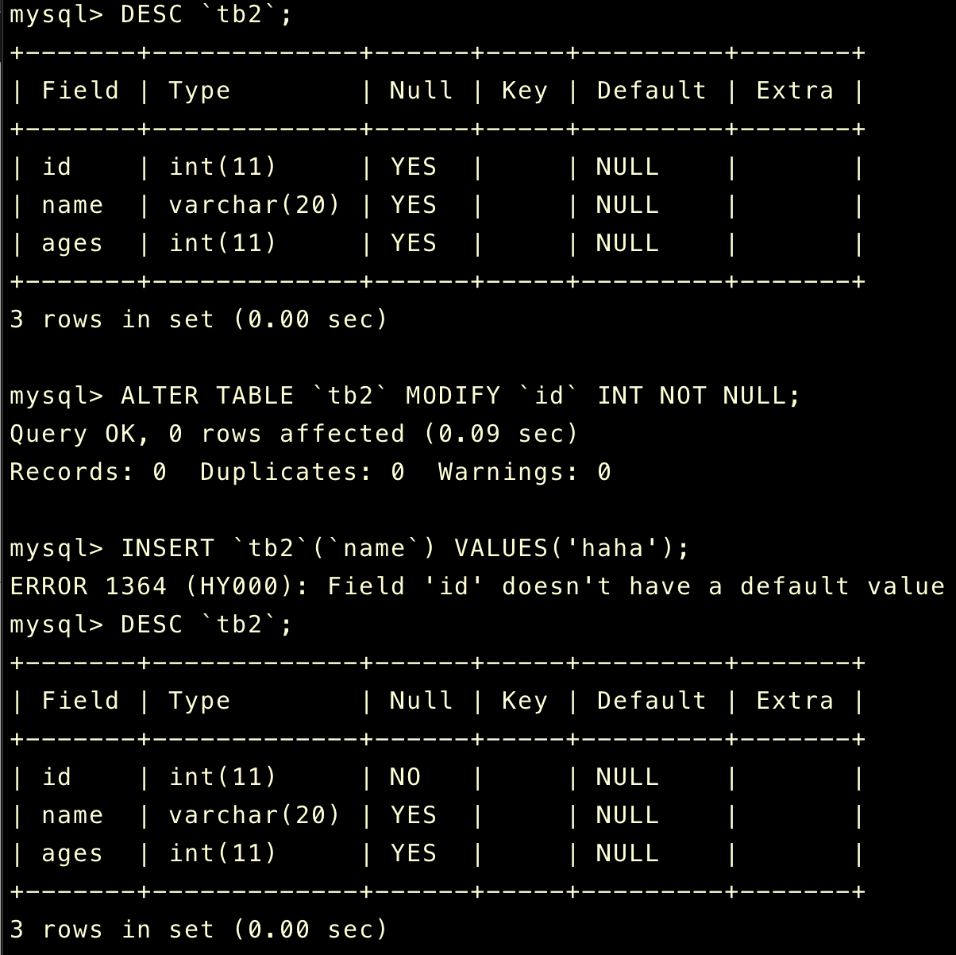 mysql> DESC `tb2`;
+-------+-------------+------+-----+---------+-------+
| Field | Type        | Null | Key | Default | Extra |
+-------+-------------+------+-----+---------+-------+
| id    | int(11)     | YES  |     | NULL    |       |
| name  | varchar(20) | YES  |     | NULL    |       |
| ages  | int(11)     | YES  |     | NULL    |       |
+-------+-------------+------+-----+---------+-------+
3 rows in set (0.00 sec)

mysql> ALTER TABLE `tb2` MODIFY `id` INT NOT NULL;
Query OK, 0 rows affected (0.09 sec)
Records: 0  Duplicates: 0  Warnings: 0

mysql> INSERT `tb2`(`name`) VALUES('haha');
ERROR 1364 (HY000): Field 'id' doesn't have a default value
mysql> DESC `tb2`;
+-------+-------------+------+-----+---------+-------+
| Field | Type        | Null | Key | Default | Extra |
+-------+-------------+------+-----+---------+-------+
| id    | int(11)     | NO   |     | NULL    |       |
| name  | varchar(20) | YES  |     | NULL    |       |
| ages  | int(11)     | YES  |     | NULL    |       |
+-------+-------------+------+-----+---------+-------+
3 rows in set (0.00 sec)